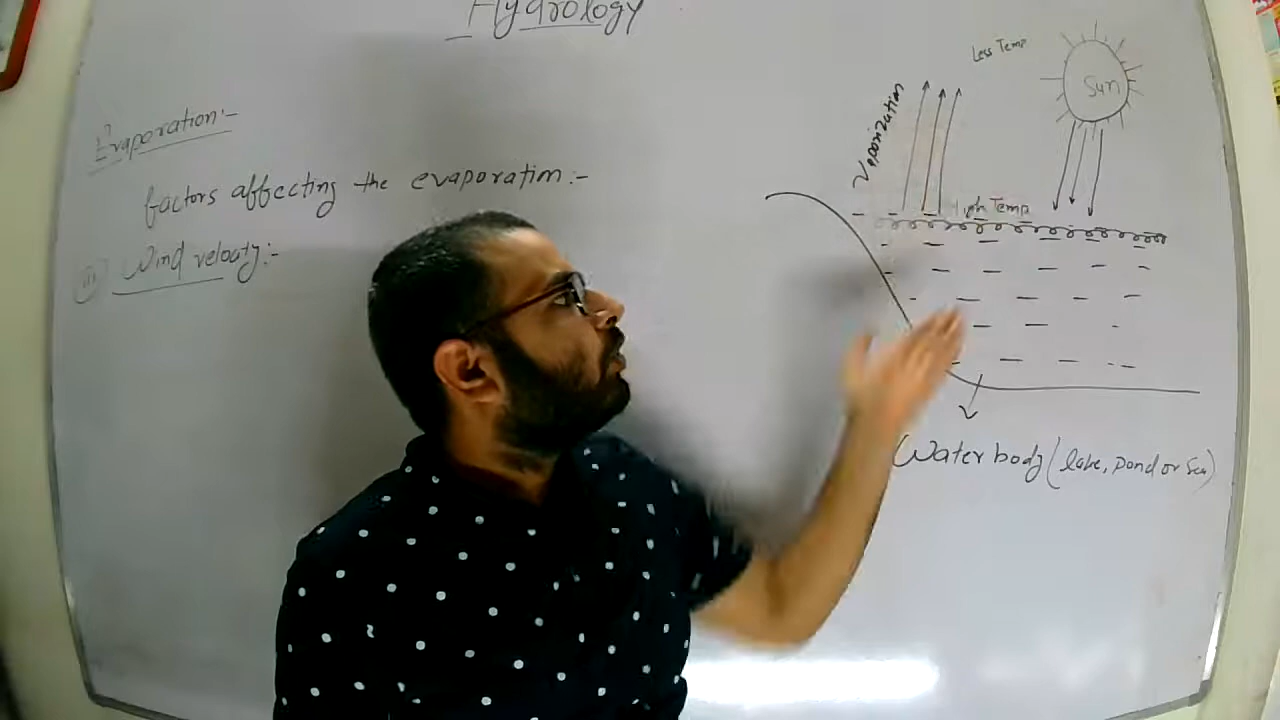 Hydrology
Evaporation:-
factors affecting the evaporation:-
(iii) Wind velocity:-
Less Temp
Sun
Vaporization
High Temp
Water body (lake, pond or sea)